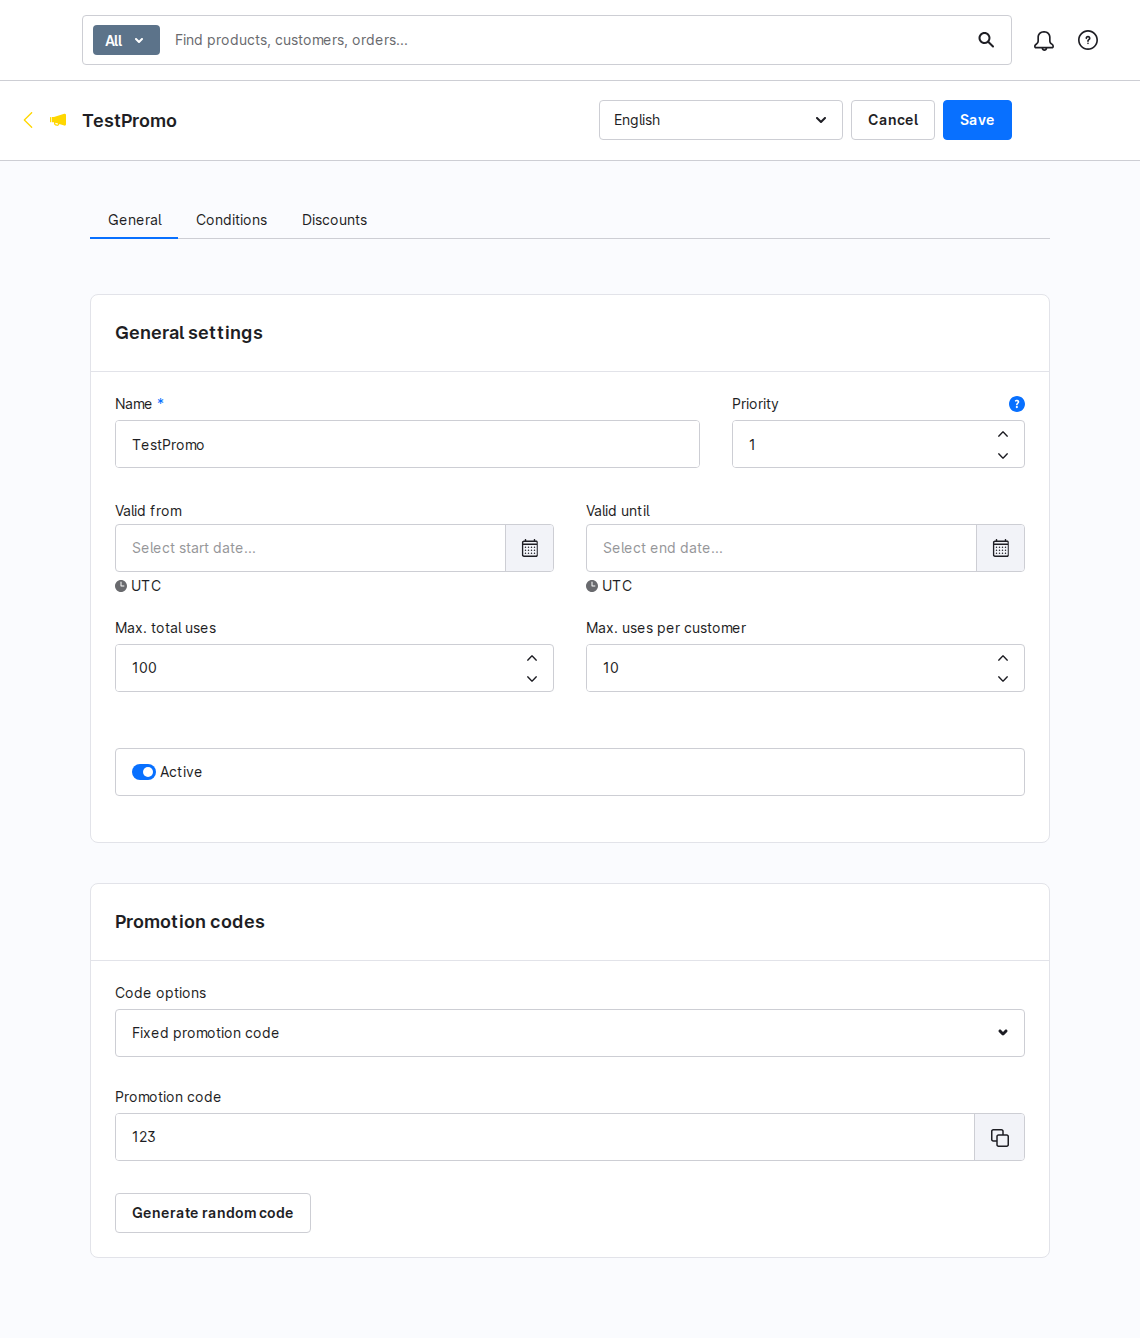 All
Find products, customers, orders...
TestPromo
English
Cancel
Save
General
Conditions
Discounts
General settings
Name *
Priority
?
TestPromo
1
Valid from
Valid until
Select start date...
Select end date...
UTC
UTC
Max. total uses
Max. uses per customer
100
10
Active
Promotion codes
Code options
Fixed promotion code
Promotion code
123
Generate random code